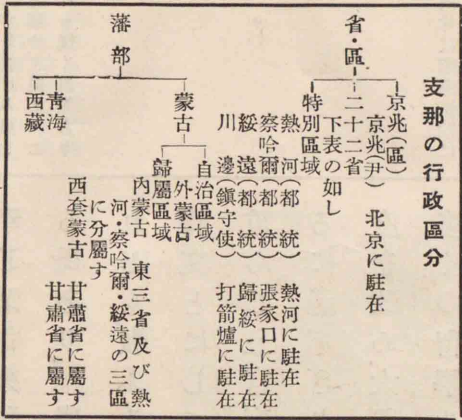 支那の行政區分
省・區
京兆(區)
京兆(尹) 北京に駐在
二十二省
下表の如し
特別區域
熱河(都統) 熱河に駐在
察哈爾(都統) 張家口に駐在
綏遠(都統) 歸綏に駐在
川邊(鎭守使) 打箭爐に駐在
藩部
蒙古
自治區域
外蒙古
歸屬區域
內蒙古 東三省及び熱
河・察哈爾・綏遠の三區
に分屬す
西套蒙古 甘肅省に屬す
青海 甘肅省に屬す
西藏